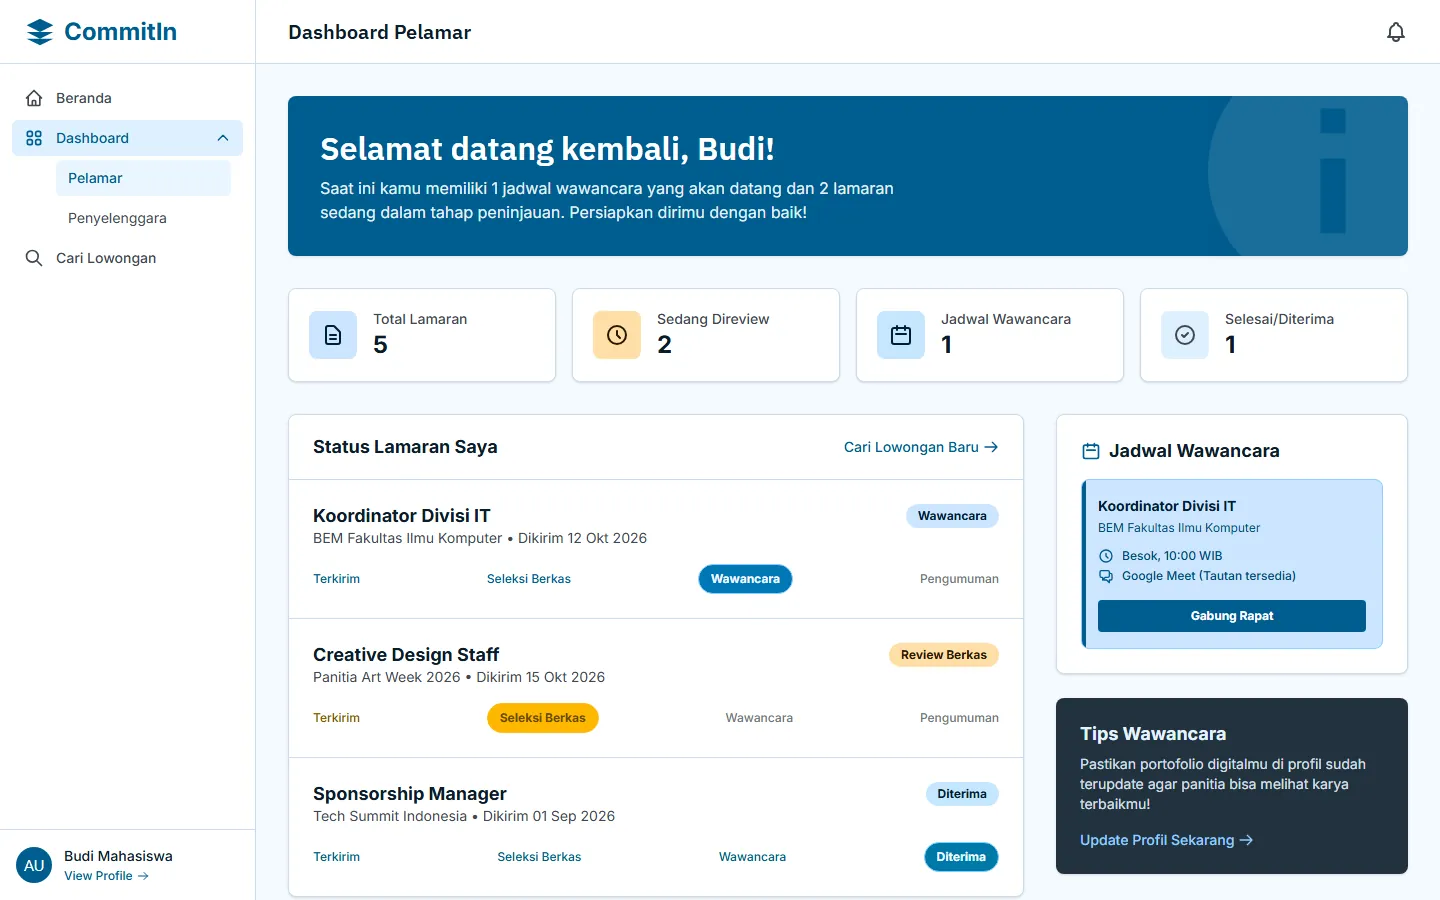 CommitIn
Dashboard Pelamar
Beranda
Dashboard
Pelamar
Penyelenggara
Cari Lowongan
Selamat datang kembali, Budi!
Saat ini kamu memiliki 1 jadwal wawancara yang akan datang dan 2 lamaran
sedang dalam tahap peninjauan. Persiapkan dirimu dengan baik!
Total Lamaran
5
Sedang Direview
2
Jadwal Wawancara
1
Selesai/Diterima
1
Status Lamaran Saya
Cari Lowongan Baru →
Koordinator Divisi IT
Wawancara
BEM Fakultas Ilmu Komputer • Dikirim 12 Okt 2026
Terkirim Seleksi Berkas Wawancara Pengumuman
Creative Design Staff
Review Berkas
Panitia Art Week 2026 • Dikirim 15 Okt 2026
Terkirim Seleksi Berkas Wawancara Pengumuman
Sponsorship Manager
Diterima
Tech Summit Indonesia • Dikirim 01 Sep 2026
Terkirim Seleksi Berkas Wawancara Diterima
Jadwal Wawancara
Koordinator Divisi IT
BEM Fakultas Ilmu Komputer
Besok, 10:00 WIB
Google Meet (Tautan tersedia)
Gabung Rapat
Tips Wawancara
Pastikan portofolio digitalmu di profil sudah
terupdate agar panitia bisa melihat karya
terbaikmu!
Update Profil Sekarang →
AU
Budi Mahasiswa
View Profile →